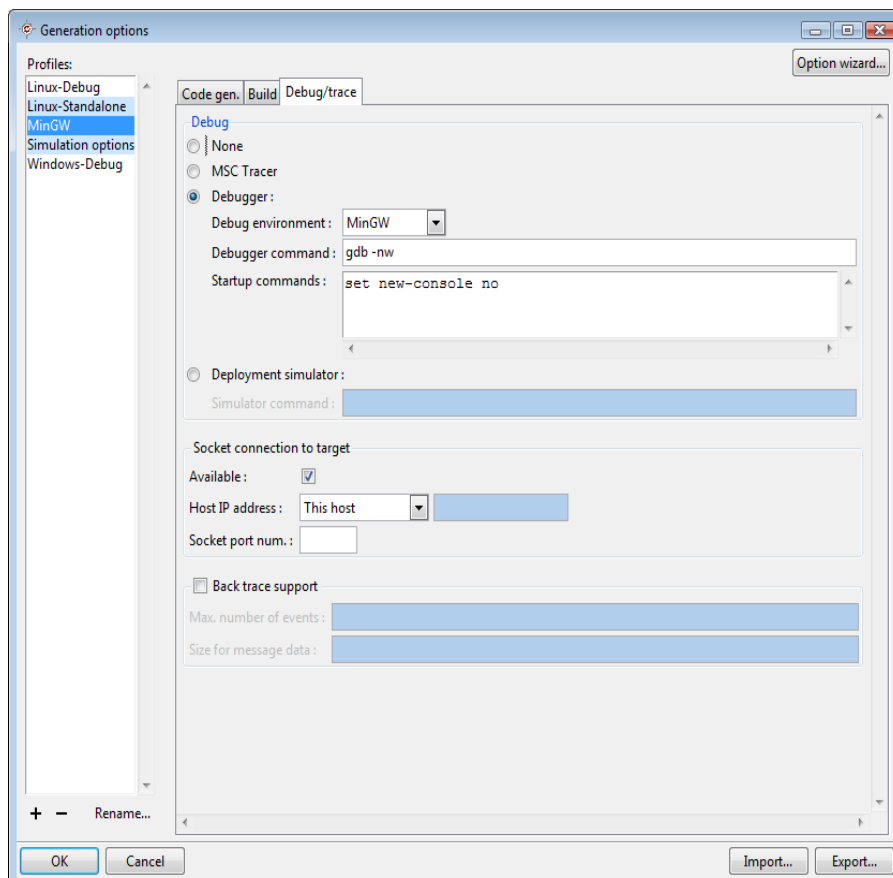 Generation options
Profiles:
Option wizard...
Linux-Debug
Linux-Standalone
MinGW
Simulation options
Windows-Debug
Code gen. Build Debug/trace
Debug
None
MSC Tracer
Debugger :
Debug environment : MinGW
Debugger command : gdb -nw
Startup commands : set new-console no
Deployment simulator :
Simulator command :
Socket connection to target
Available :
Host IP address : This host
Socket port num. :
Back trace support
Max. number of events :
Size for message data :
+ − Rename...
OK Cancel Import... Export...